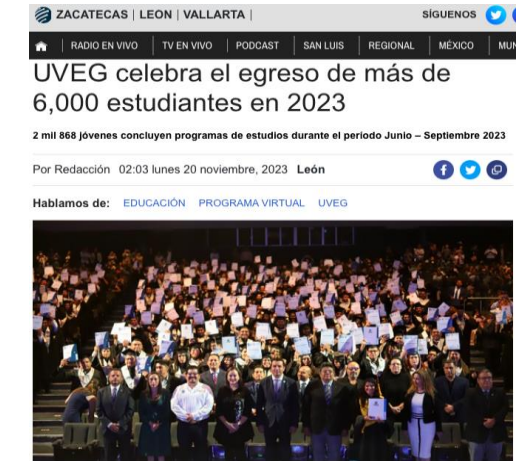 ZACATECAS | LEON | VALLARTA |
SÍGUENOS
RADIO EN VIVO | TV EN VIVO | PODCAST | SAN LUIS | REGIONAL | MÉXICO | MUN
UVEG celebra el egreso de más de
6,000 estudiantes en 2023
2 mil 868 jóvenes concluyen programas de estudios durante el periodo Junio – Septiembre 2023
Por Redacción 02:03 lunes 20 noviembre, 2023 León
Hablamos de: EDUCACIÓN PROGRAMA VIRTUAL UVEG